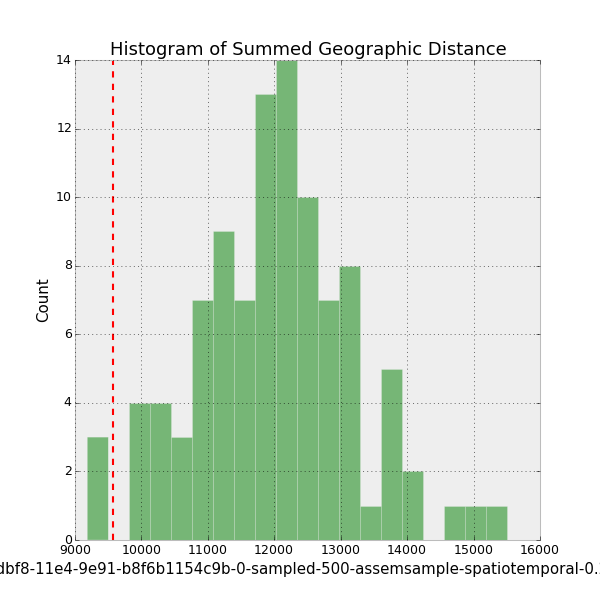 Histogram of Summed Geographic Distance
14
12
10
8
6
4
2
0
Count
9000 10000 11000 12000 13000 14000 15000 16000
dbf8-11e4-9e91-b8f6b1154c9b-0-sampled-500-assemsample-spatiotemporal-0.